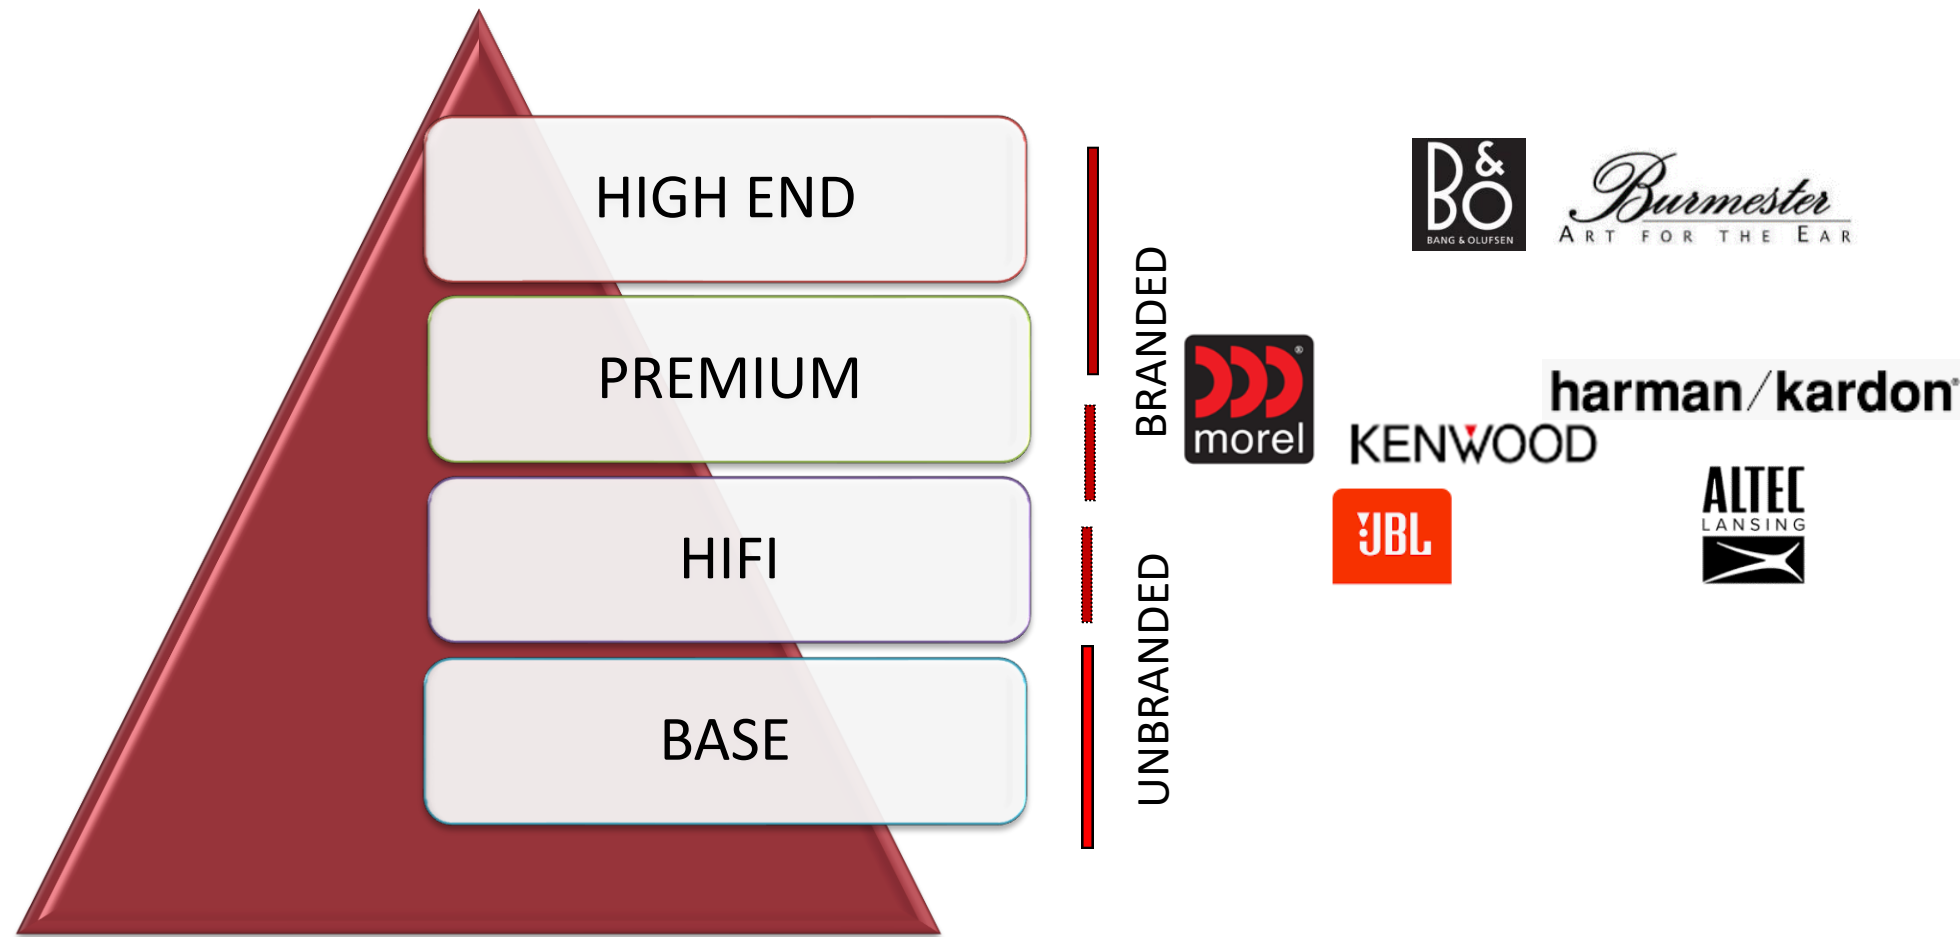 HIGH END
PREMIUM
HIFI
BASE
BRANDED
UNBRANDED
B&O
BANG & OLUFSEN
Burmester
ART FOR THE EAR
morel
harman/kardon®
KENWOOD
JBL
ALTEC
LANSING